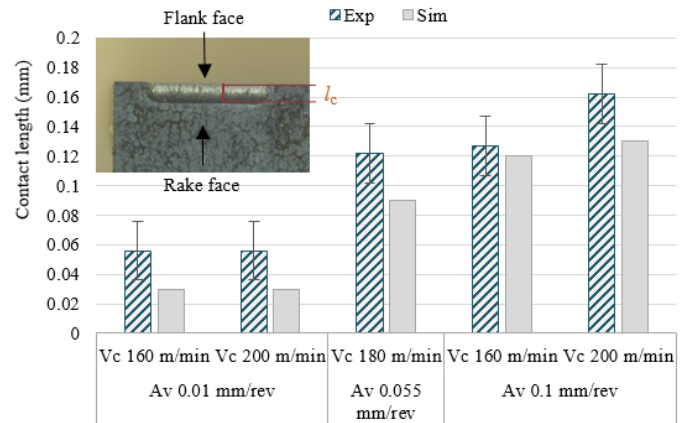 Flank face
Exp
Sim
Contact length (mm)
0.2
0.18
0.16
0.14
0.12
0.1
0.08
0.06
0.04
0.02
0
lc
Rake face
Vc 160 m/min
Vc 200 m/min
Vc 180 m/min
Vc 160 m/min
Vc 200 m/min
Av 0.01 mm/rev
Av 0.055
mm/rev
Av 0.1 mm/rev